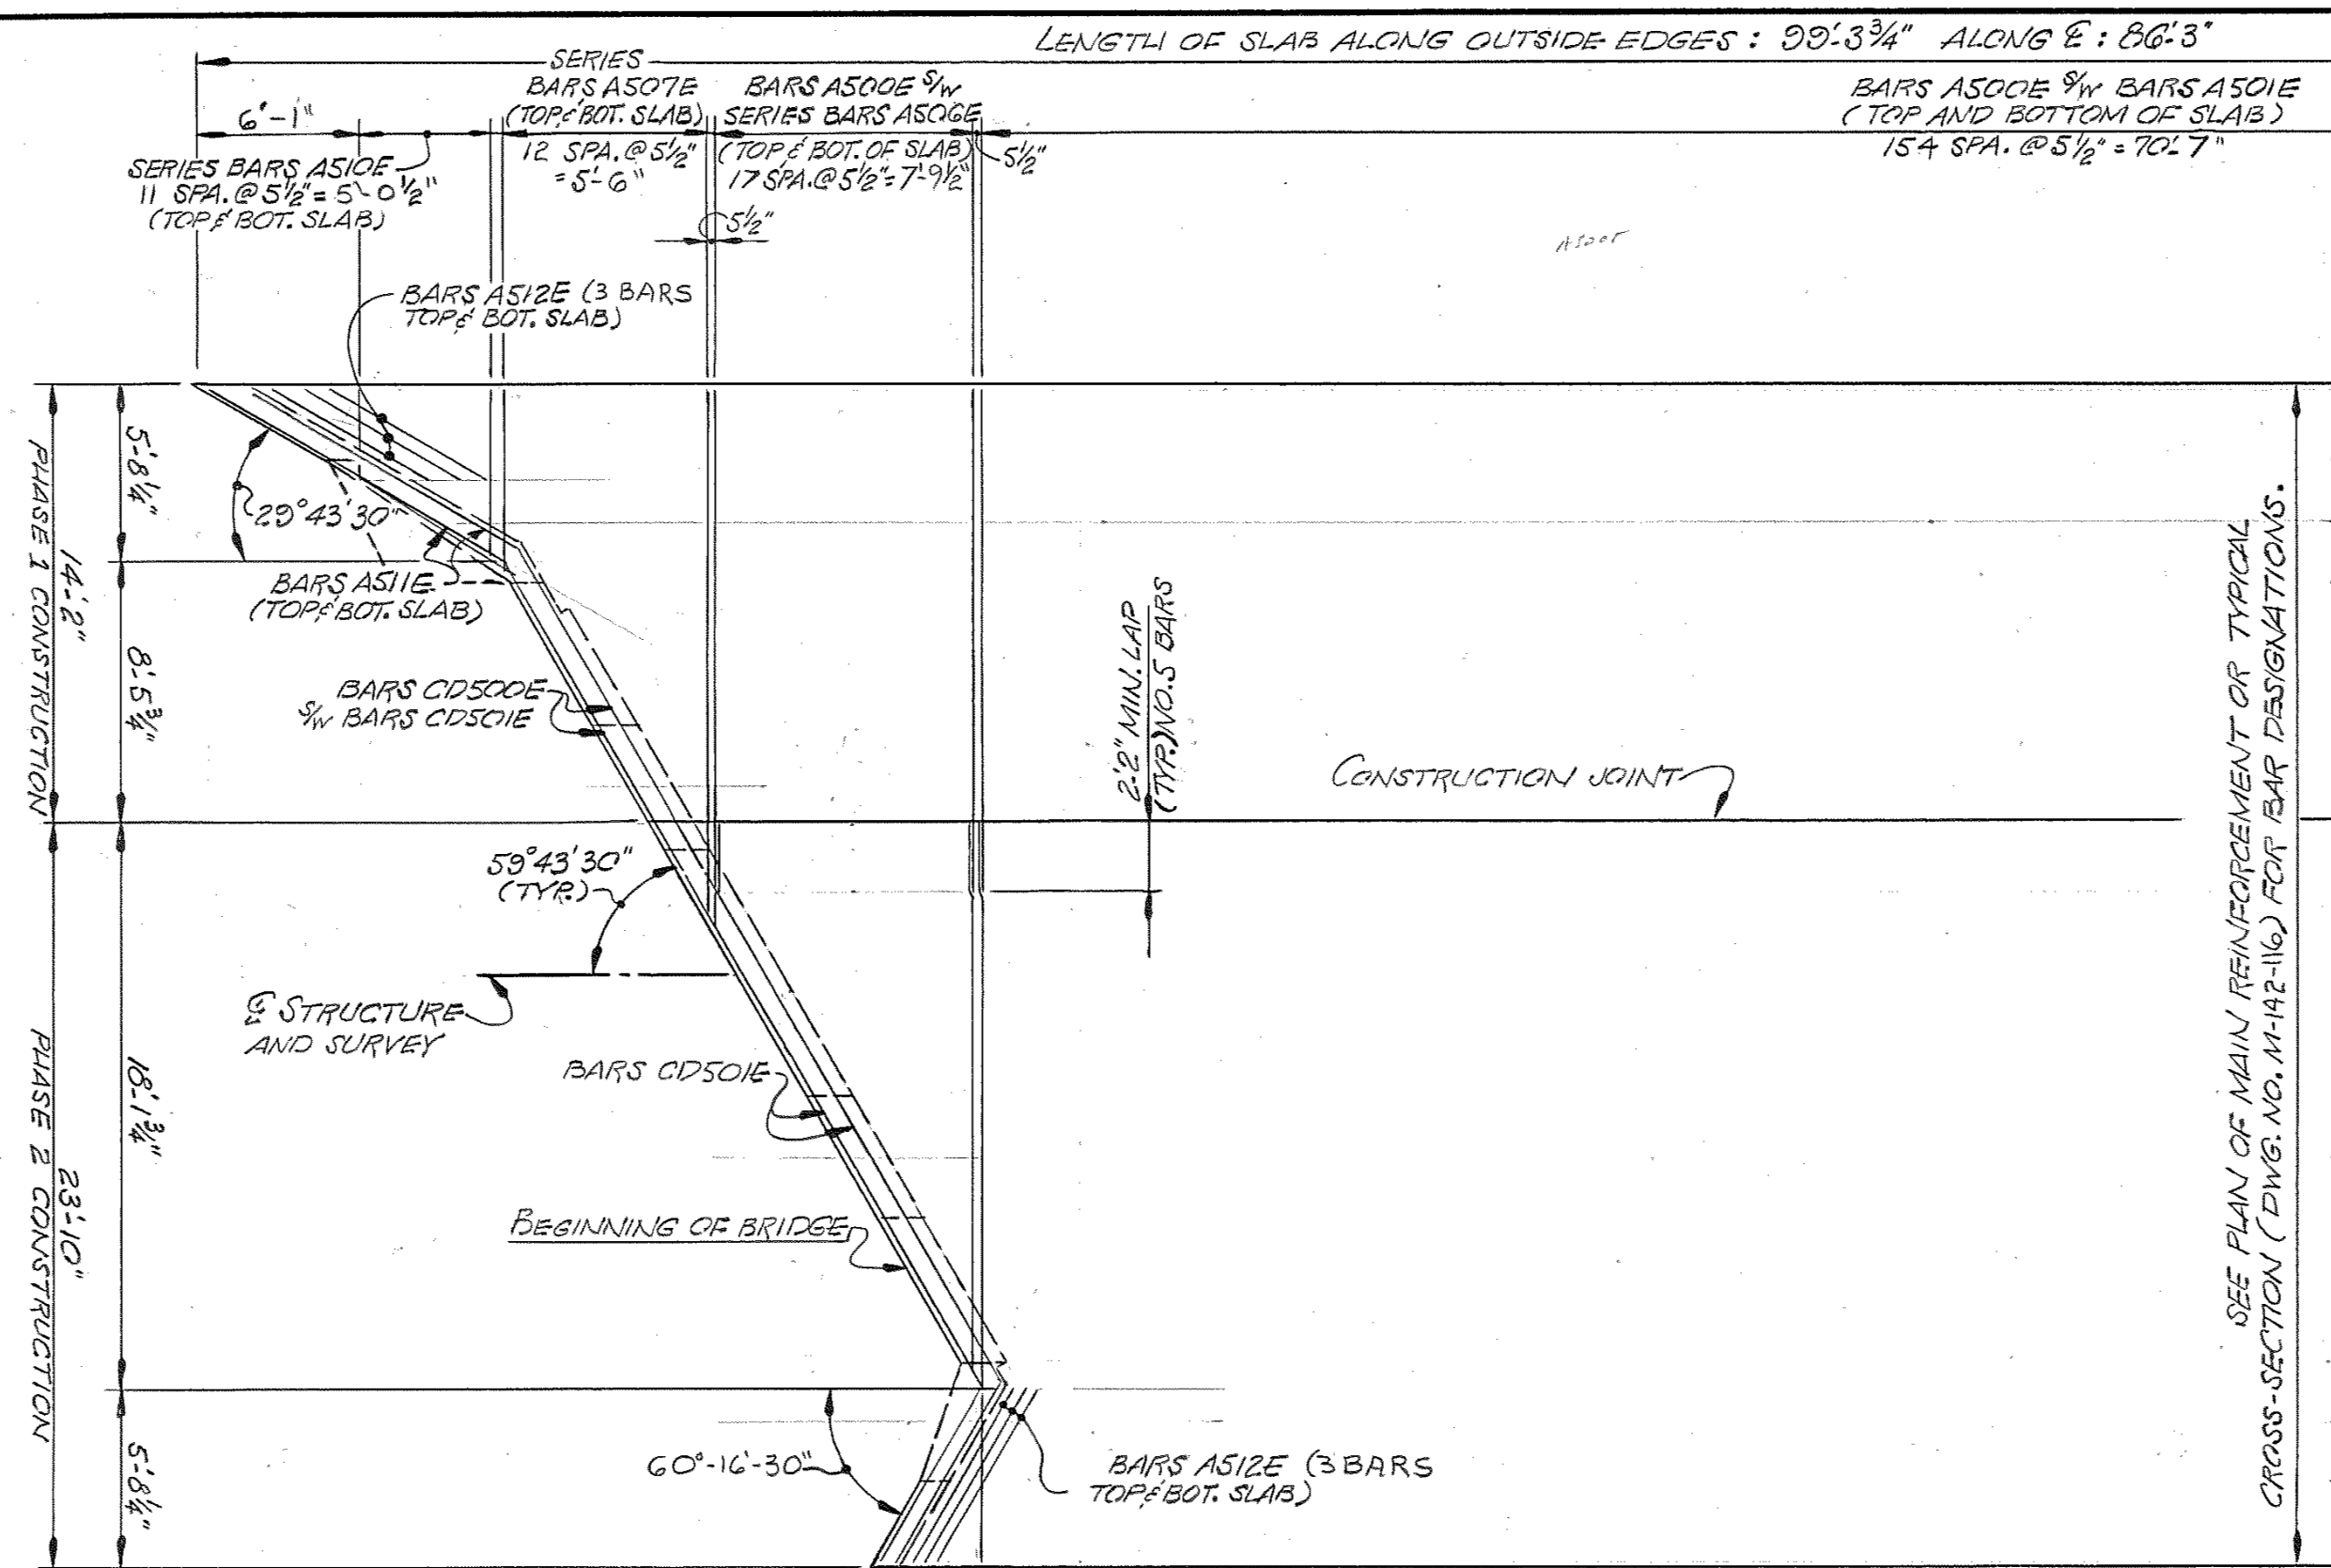 LENGTH OF SLAB ALONG OUTSIDE EDGES : 99'-3¾" ALONG ℄ : 86'-3"
SERIES
BARS A507E
(TOP & BOT. SLAB)
12 SPA. @ 5½"
= 5'-6"
BARS A500E S/W
SERIES BARS A506E
(TOP & BOT. OF SLAB)
17 SPA. @ 5½" = 7'-9½"
5½"
BARS A500E S/W BARS A501E
(TOP AND BOTTOM OF SLAB)
154 SPA. @ 5½" = 70'-7"
6'-1"
SERIES BARS A510E
11 SPA. @ 5½" = 5'-0½"
(TOP & BOT. SLAB)
5½"
BARS A512E (3 BARS
TOP & BOT. SLAB)
5'-8¼"
29°43'30"
PHASE 1 CONSTRUCTION
14'-2"
BARS A511E
(TOP & BOT. SLAB)
8'-5¾"
BARS CD500E
S/W BARS CD501E
2'-2" MIN. LAP
(TYP.) NO.5 BARS
CONSTRUCTION JOINT
SEE PLAN OF MAIN REINFORCEMENT OR TYPICAL
CROSS-SECTION (DWG. NO. M-142-116) FOR BAR DESIGNATIONS.
59°43'30"
(TYP.)
℄ STRUCTURE
AND SURVEY
BARS CD501E
18'-1¾"
PHASE 2 CONSTRUCTION
23'-10"
BEGINNING OF BRIDGE
5'-8¼"
60°-16'-30"
BARS A512E (3 BARS
TOP & BOT. SLAB)